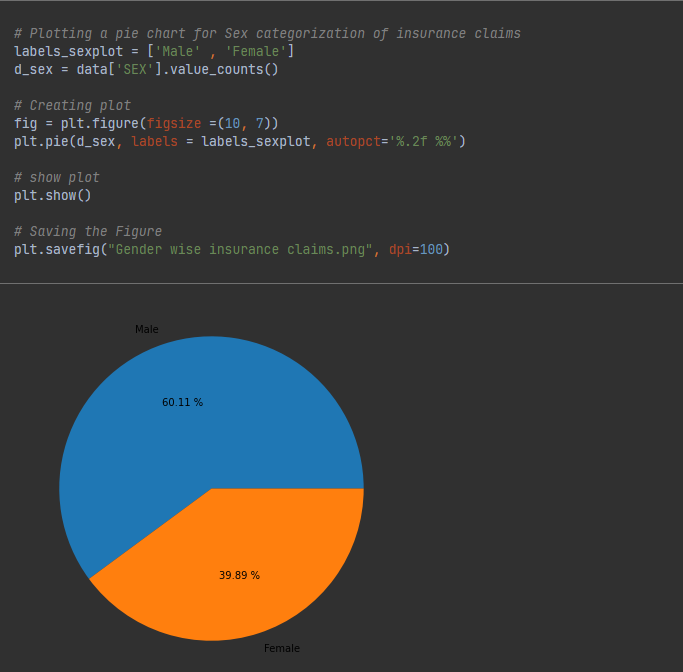 # Plotting a pie chart for Sex categorization of insurance claims
labels_sexplot = ['Male' , 'Female']
d_sex = data['SEX'].value_counts()
# Creating plot
fig = plt.figure(figsize =(10, 7))
plt.pie(d_sex, labels = labels_sexplot, autopct='%.2f %%')
# show plot
plt.show()
# Saving the Figure
plt.savefig("Gender wise insurance claims.png", dpi=100)
Male
60.11 %
39.89 %
Female